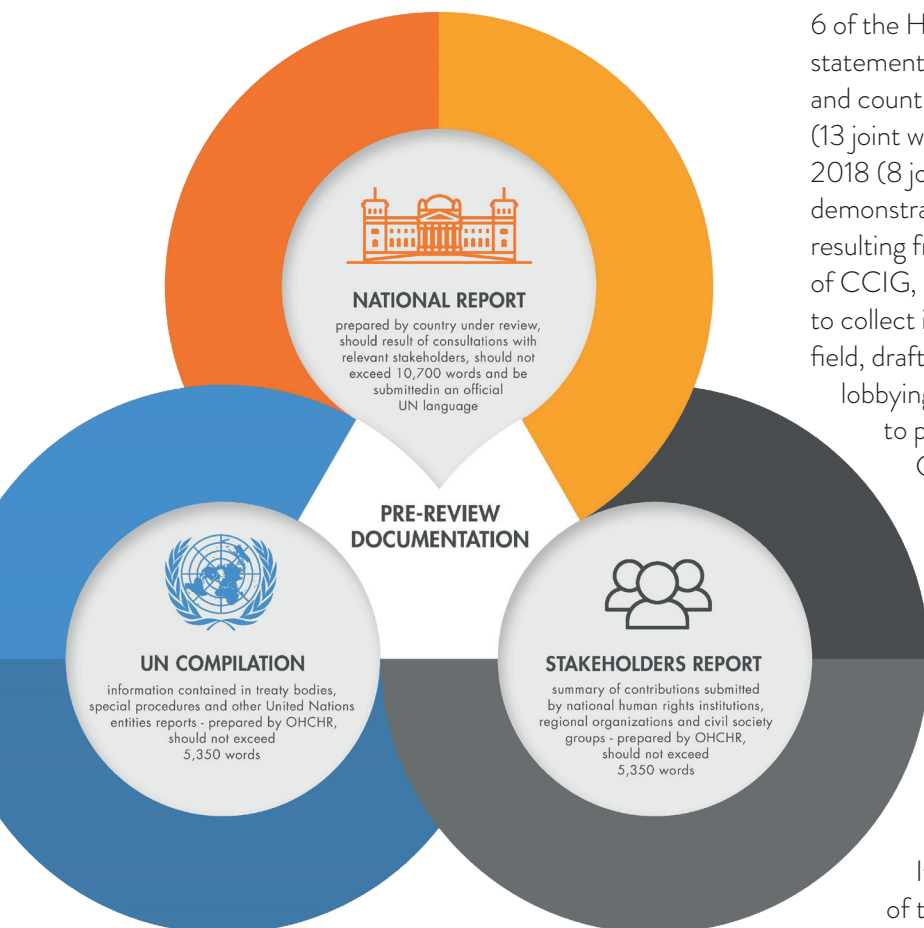 NATIONAL REPORT
prepared by country under review,
should result of consultations with
relevant stakeholders, should not
exceed 10,700 words and be
submittedin an official
UN language
PRE-REVIEW
DOCUMENTATION
UN COMPILATION
information contained in treaty bodies,
special procedures and other United Nations
entities reports - prepared by OHCHR,
should not exceed
5,350 words
STAKEHOLDERS REPORT
summary of contributions submitted
by national human rights institutions,
regional organizations and civil society
groups - prepared by OHCHR,
should not exceed
5,350 words
6 of the
statement
and count
(13 joint
2018 (8
resulting
of CCIG,
to collect
field, draft
lobbying
to
of